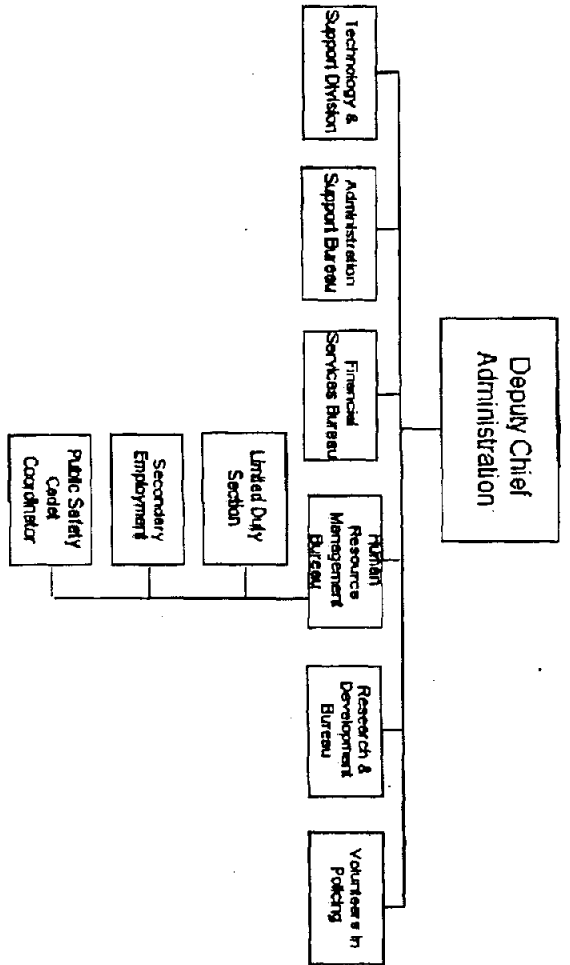 Deputy Chief
Administration
Technology &
Support Division
Administration
Support Bureau
Financial
Services Bureau
Human
Resource
Management
Bureau
Research &
Development
Bureau
Volunteers in
Policing
Limited Duty
Section
Secondary
Employment
Public Safety
Cadet
Coordinator